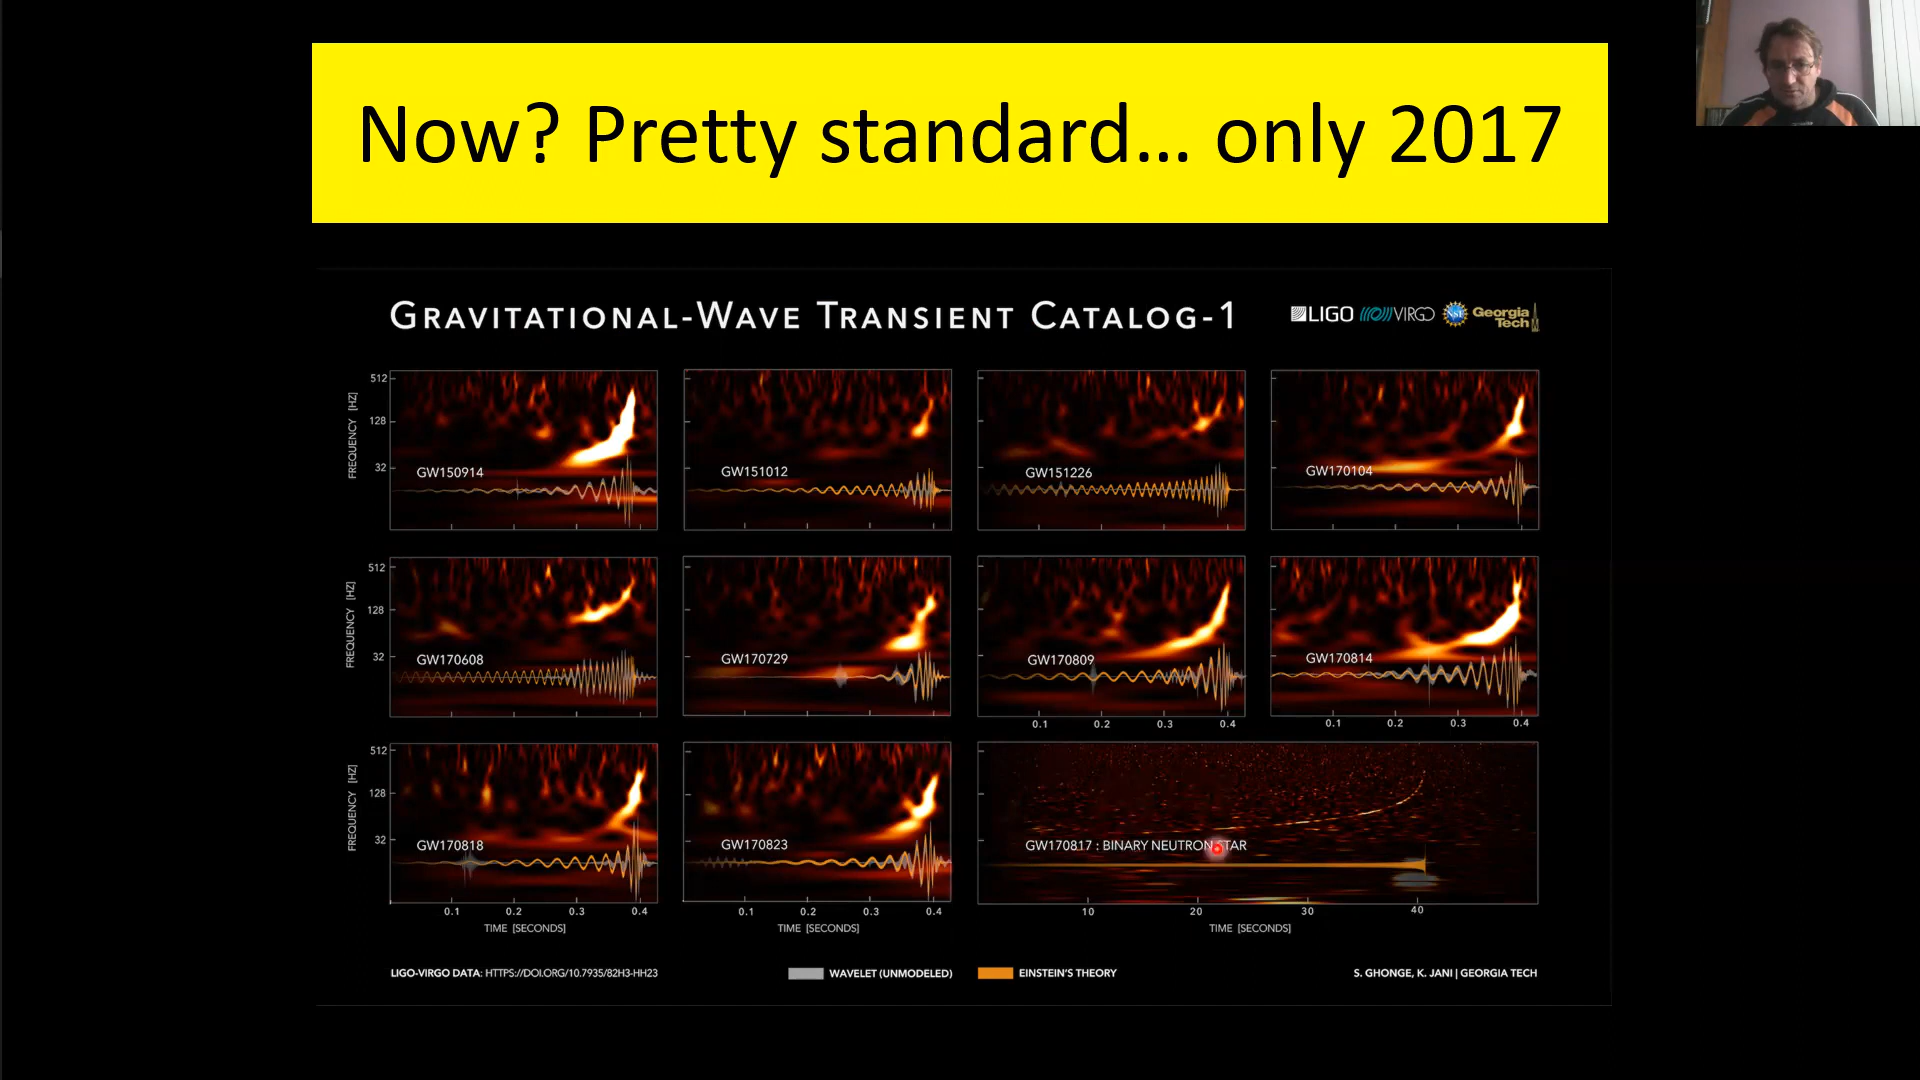 Now? Pretty standard... only 2017
GRAVITATIONAL-WAVE TRANSIENT CATALOG-1
LIGO VIRGO NSF Georgia Tech
FREQUENCY [HZ]
512
128
32
GW150914
GW151012
GW151226
GW170104
FREQUENCY [HZ]
512
128
32
GW170608
GW170729
GW170809
GW170814
0.1 0.2 0.3 0.4
0.1 0.2 0.3 0.4
FREQUENCY [HZ]
512
128
32
GW170818
GW170823
GW170817 : BINARY NEUTRON STAR
0.1 0.2 0.3 0.4
0.1 0.2 0.3 0.4
10 20 30 40
TIME [SECONDS]
TIME [SECONDS]
TIME [SECONDS]
LIGO-VIRGO DATA: HTTPS://DOI.ORG/10.7935/82H3-HH23
WAVELET (UNMODELED)
EINSTEIN'S THEORY
S. GHONGE, K. JANI | GEORGIA TECH